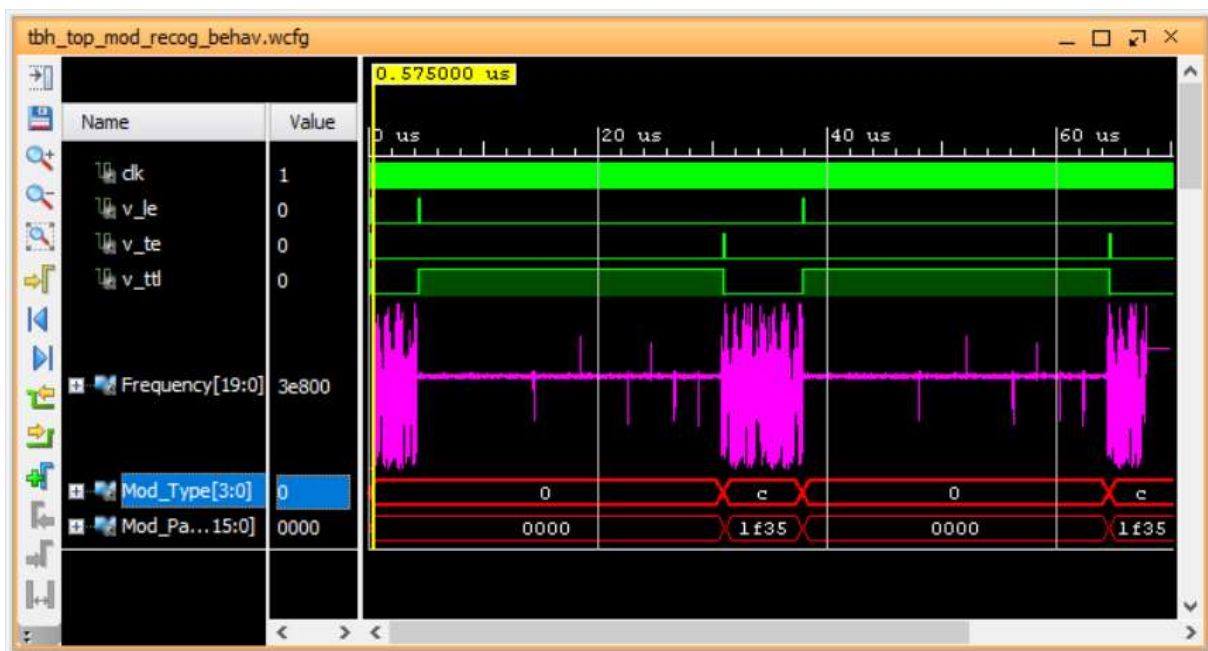 tbh_top_mod_recog_behav.wcfg
0.575000 us
Name Value
0 us 20 us 40 us 60 us
clk 1
v_le 0
v_te 0
v_ttl 0
Frequency[19:0] 3e800
Mod_Type[3:0] 0 0 c 0 c
Mod_Pa...15:0] 0000 0000 1f35 0000 1f35